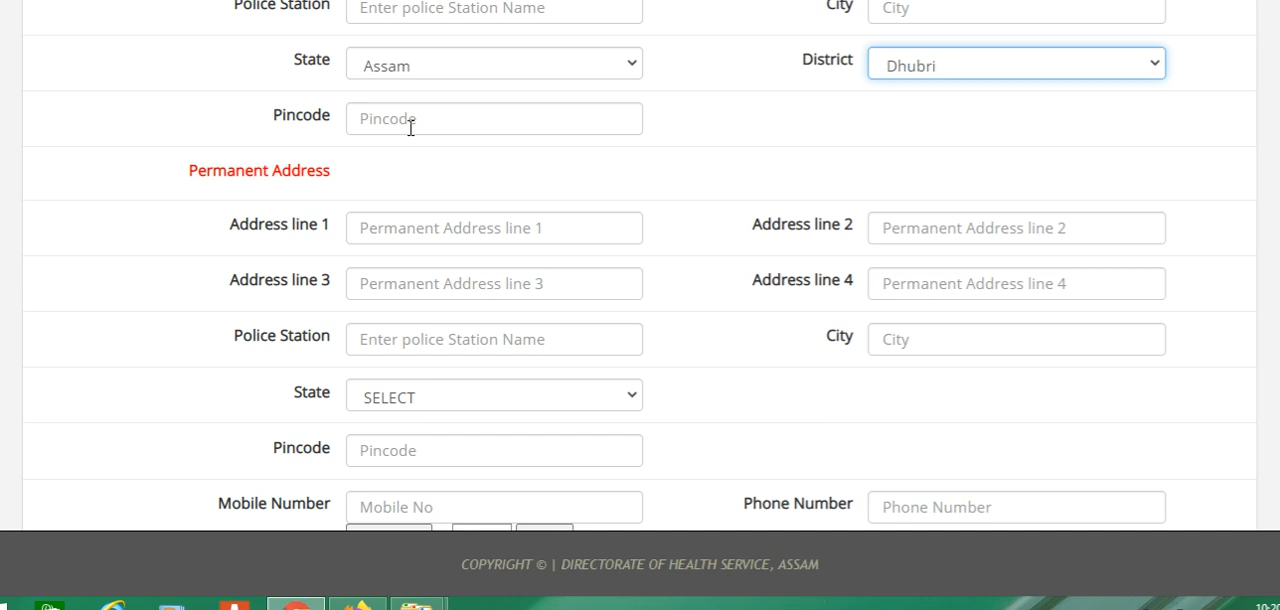 Police Station Enter police Station Name City City
State Assam District Dhubri
Pincode Pincode
Permanent Address
Address line 1 Permanent Address line 1 Address line 2 Permanent Address line 2
Address line 3 Permanent Address line 3 Address line 4 Permanent Address line 4
Police Station Enter police Station Name City City
State SELECT
Pincode Pincode
Mobile Number Mobile No Phone Number Phone Number
COPYRIGHT © | DIRECTORATE OF HEALTH SERVICE, ASSAM